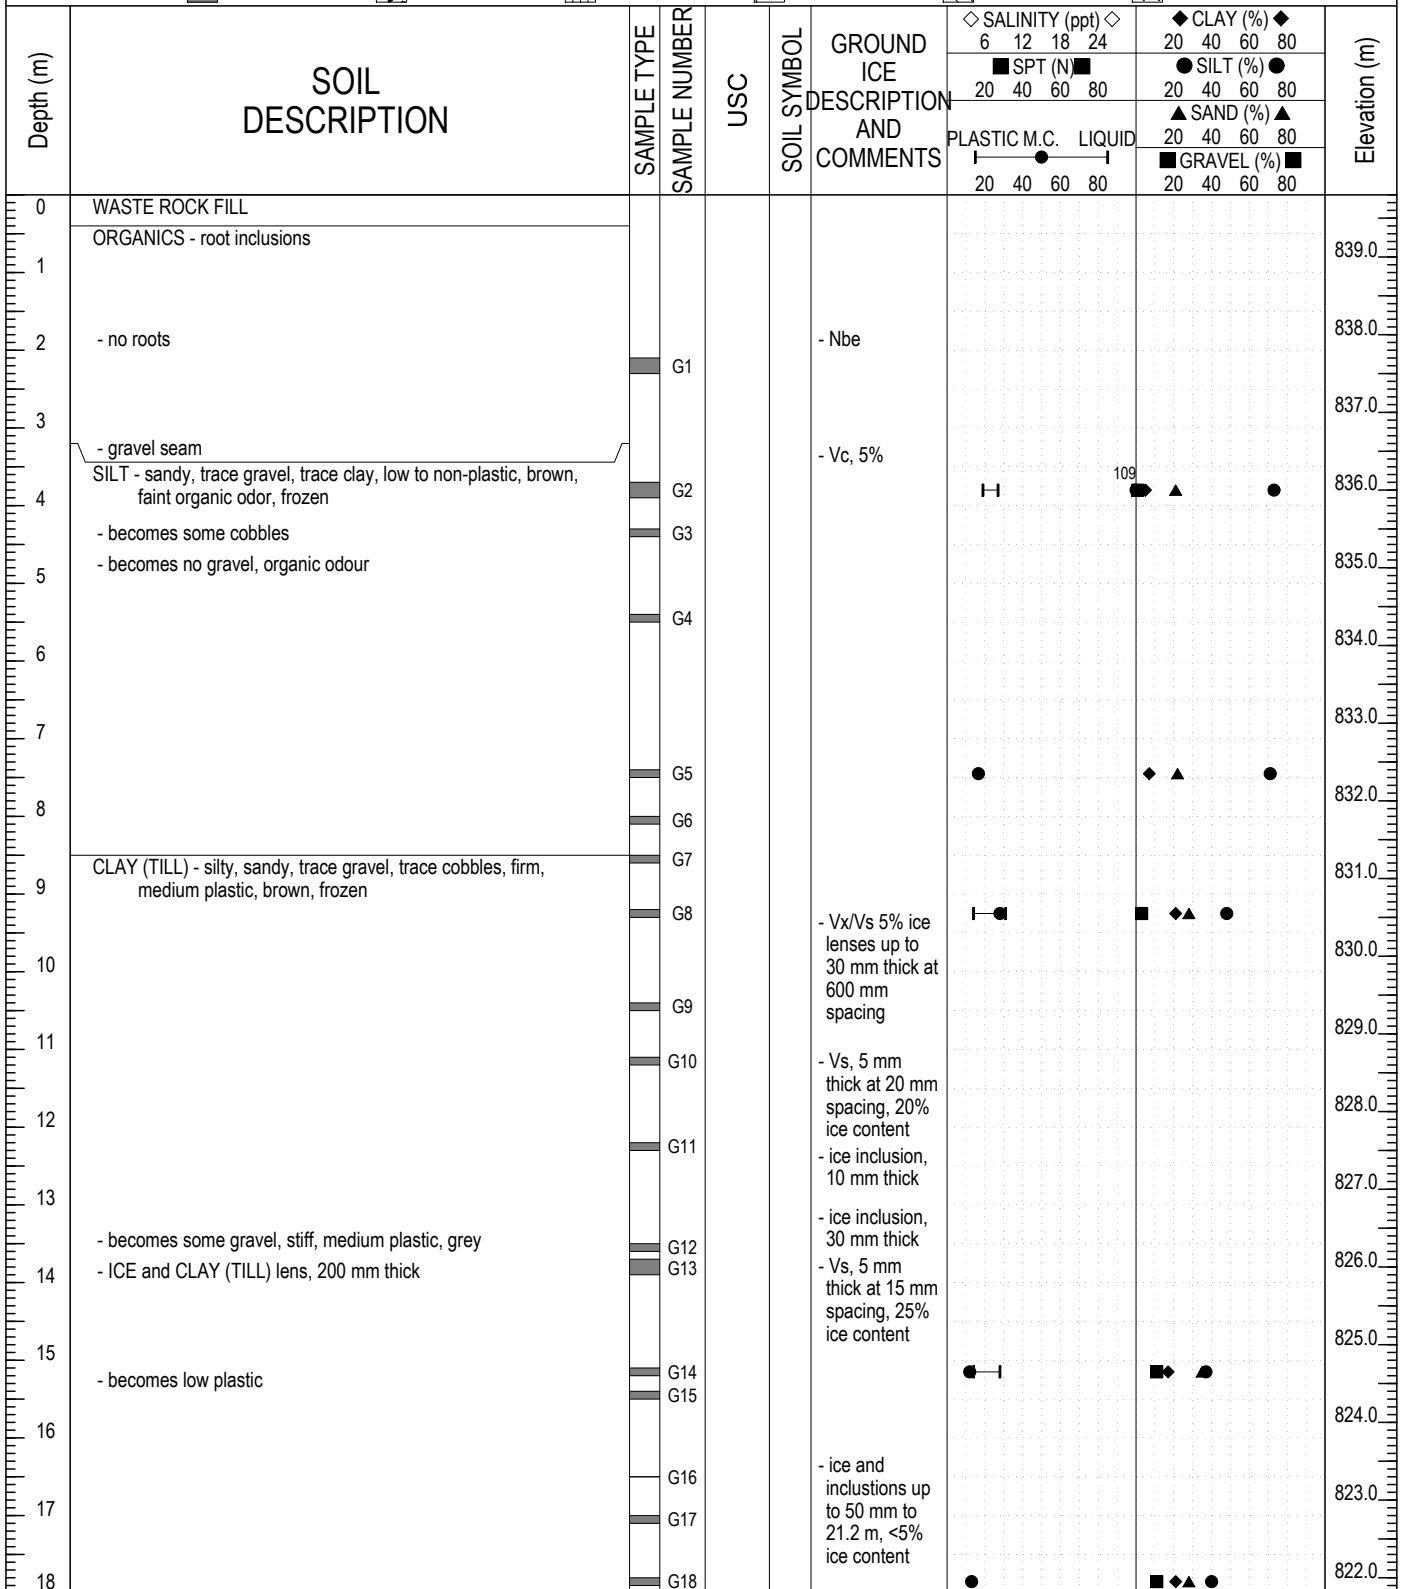 Depth (m)
SOIL
DESCRIPTION
SAMPLE TYPE
SAMPLE NUMBER
USC
SOIL SYMBOL
GROUND
ICE
DESCRIPTION
AND
COMMENTS
◇ SALINITY (ppt) ◇
6 12 18 24
■ SPT (N) ■
20 40 60 80
PLASTIC M.C. LIQUID
20 40 60 80
◆ CLAY (%) ◆
20 40 60 80
● SILT (%) ●
20 40 60 80
▲ SAND (%) ▲
20 40 60 80
■ GRAVEL (%) ■
20 40 60 80
Elevation (m)
0 WASTE ROCK FILL
ORGANICS - root inclusions
839.0
1
838.0
- no roots
- Nbe
2
G1
837.0
3
- gravel seam
- Vc, 5%
SILT - sandy, trace gravel, trace clay, low to non-plastic, brown,
faint organic odor, frozen
109
G2
836.0
4
- becomes some cobbles
G3
- becomes no gravel, organic odour
835.0
5
G4
834.0
6
833.0
7
G5
832.0
8
G6
G7
CLAY (TILL) - silty, sandy, trace gravel, trace cobbles, firm,
medium plastic, brown, frozen
831.0
9
G8
- Vx/Vs 5% ice
lenses up to
30 mm thick at
600 mm
spacing
830.0
10
G9
829.0
11
G10
- Vs, 5 mm
thick at 20 mm
spacing, 20%
ice content
828.0
12
G11
- ice inclusion,
10 mm thick
827.0
13
- ice inclusion,
30 mm thick
- becomes some gravel, stiff, medium plastic, grey
G12
- ICE and CLAY (TILL) lens, 200 mm thick
G13
- Vs, 5 mm
thick at 15 mm
spacing, 25%
ice content
826.0
14
825.0
15
G14
- becomes low plastic
G15
824.0
16
G16
- ice and
inclustions up
to 50 mm to
21.2 m, <5%
ice content
823.0
17
G17
822.0
18
G18